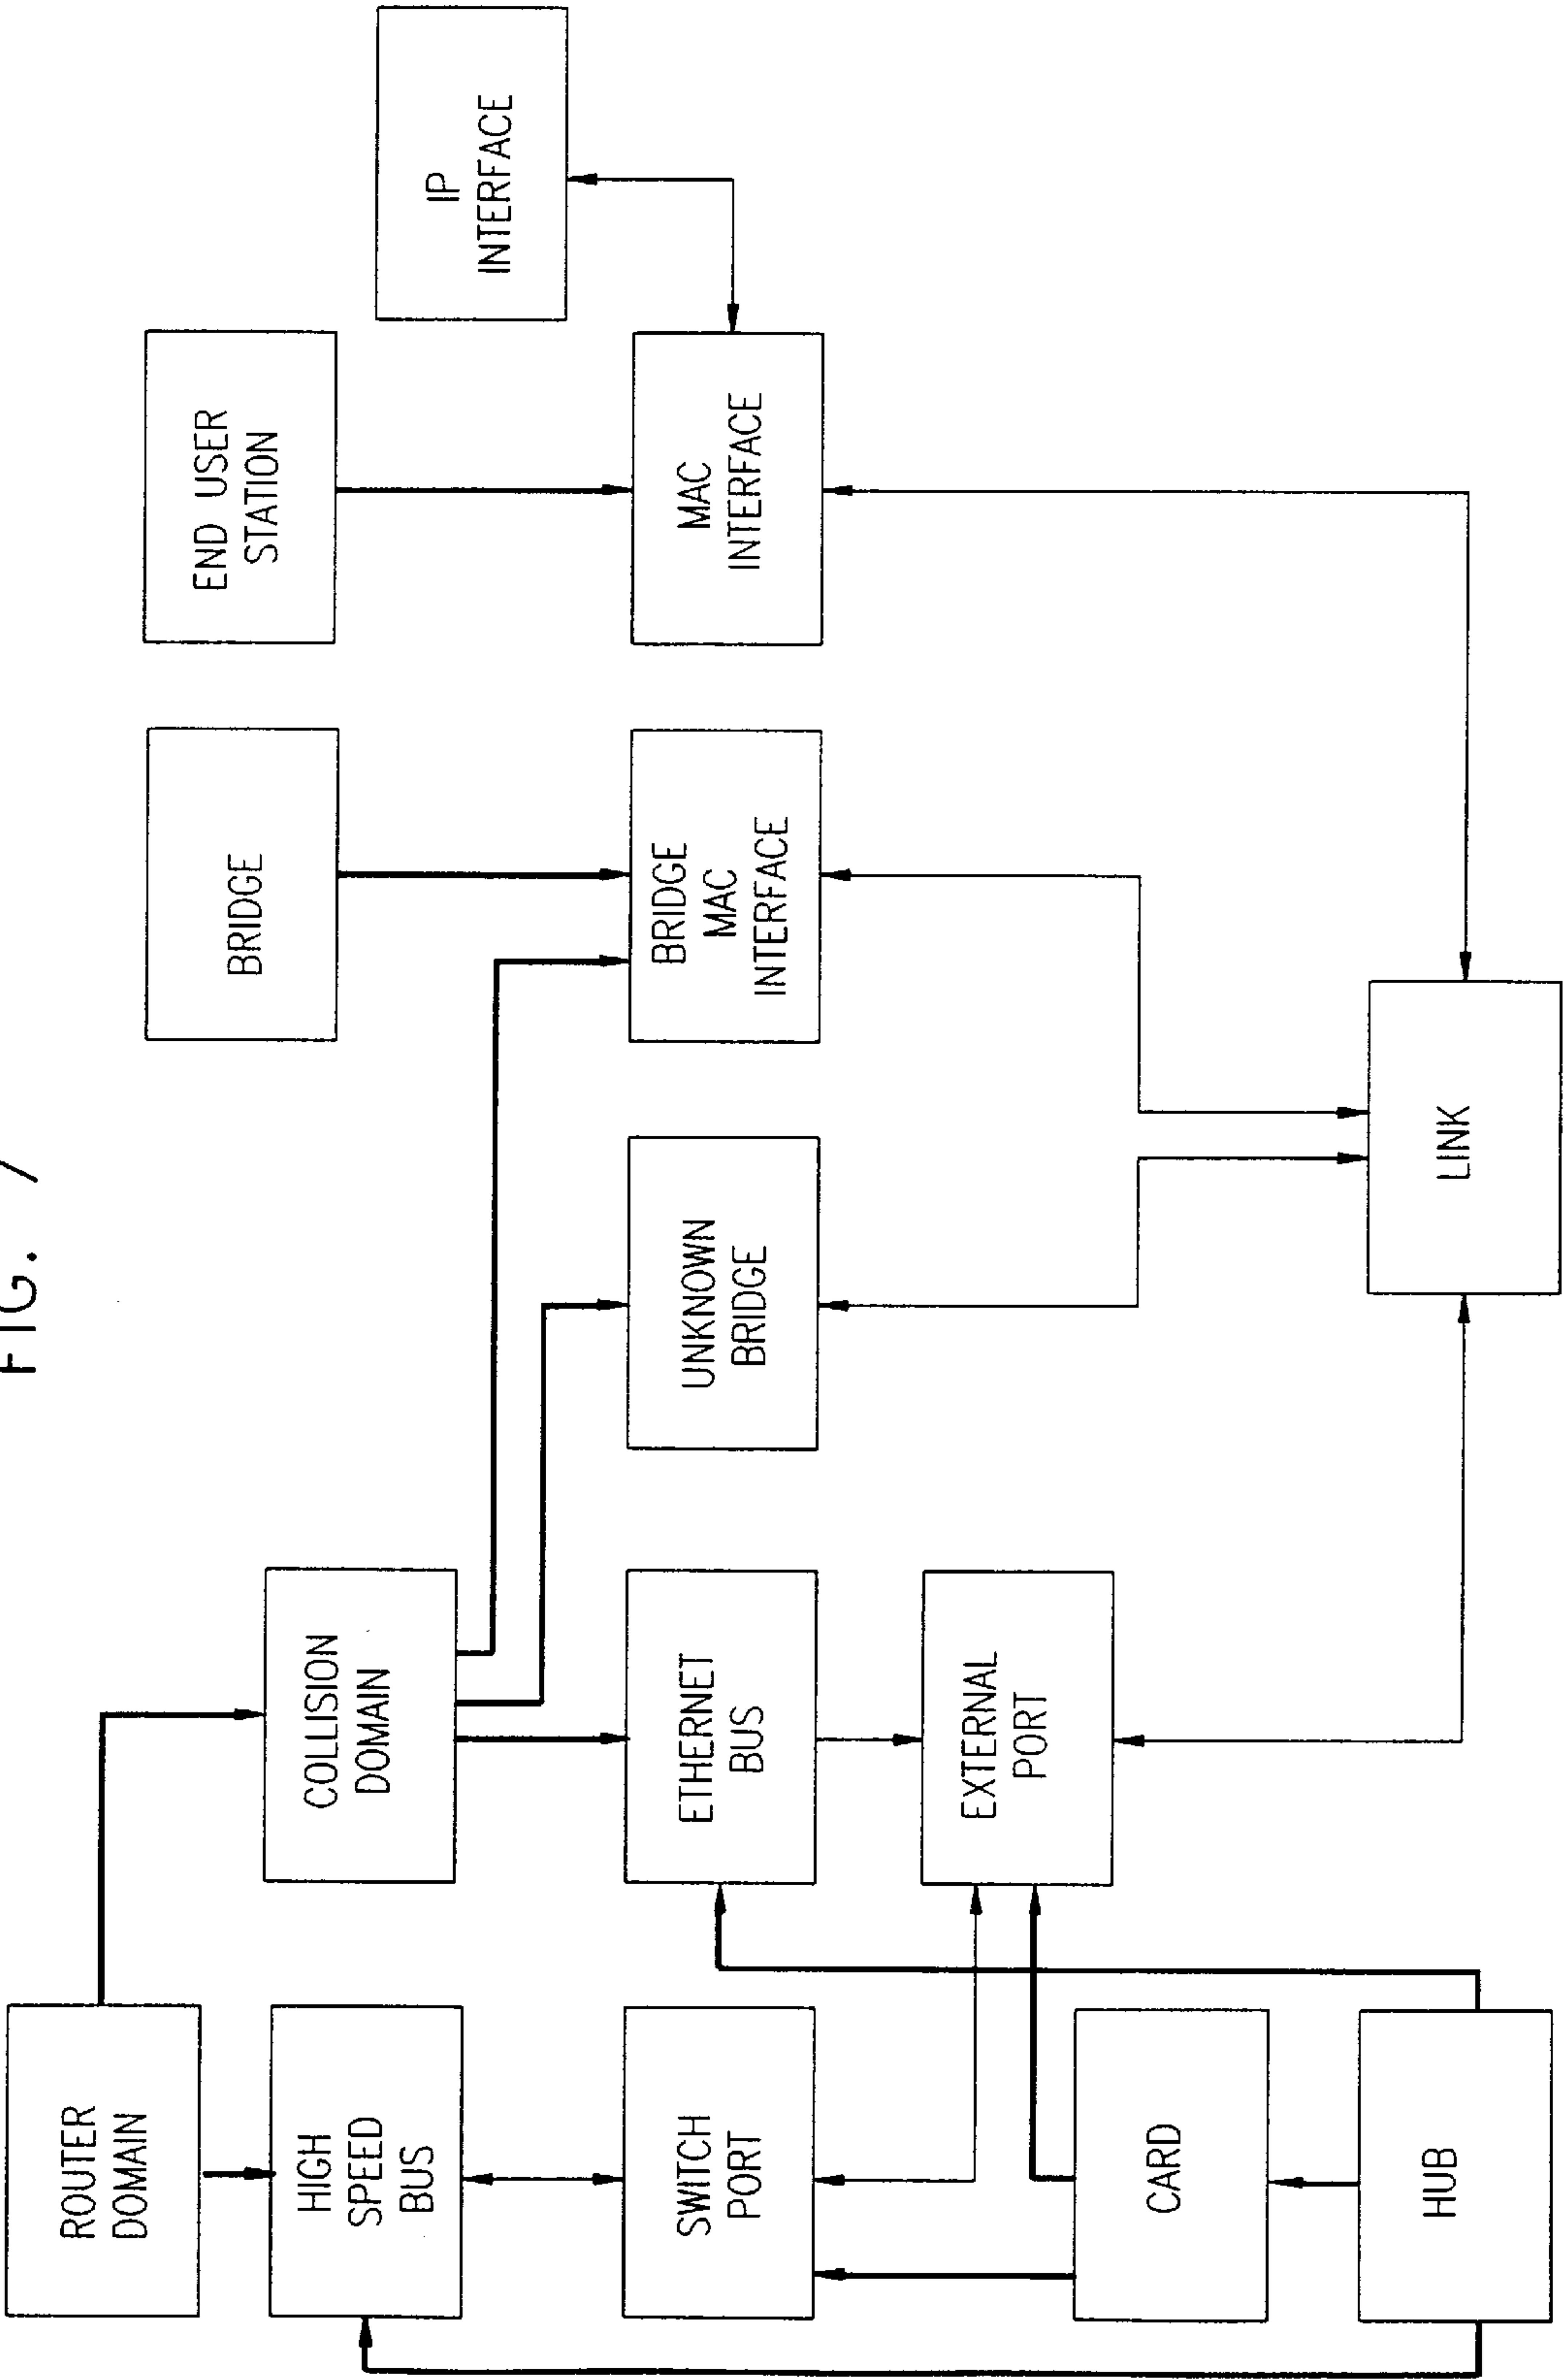 FIG. 7
ROUTER
DOMAIN
BRIDGE
END USER
STATION
HIGH
SPEED
BUS
COLLISION
DOMAIN
IP
INTERFACE
SWITCH
PORT
ETHERNET
BUS
UNKNOWN
BRIDGE
BRIDGE
MAC
INTERFACE
MAC
INTERFACE
EXTERNAL
PORT
CARD
HUB
LINK